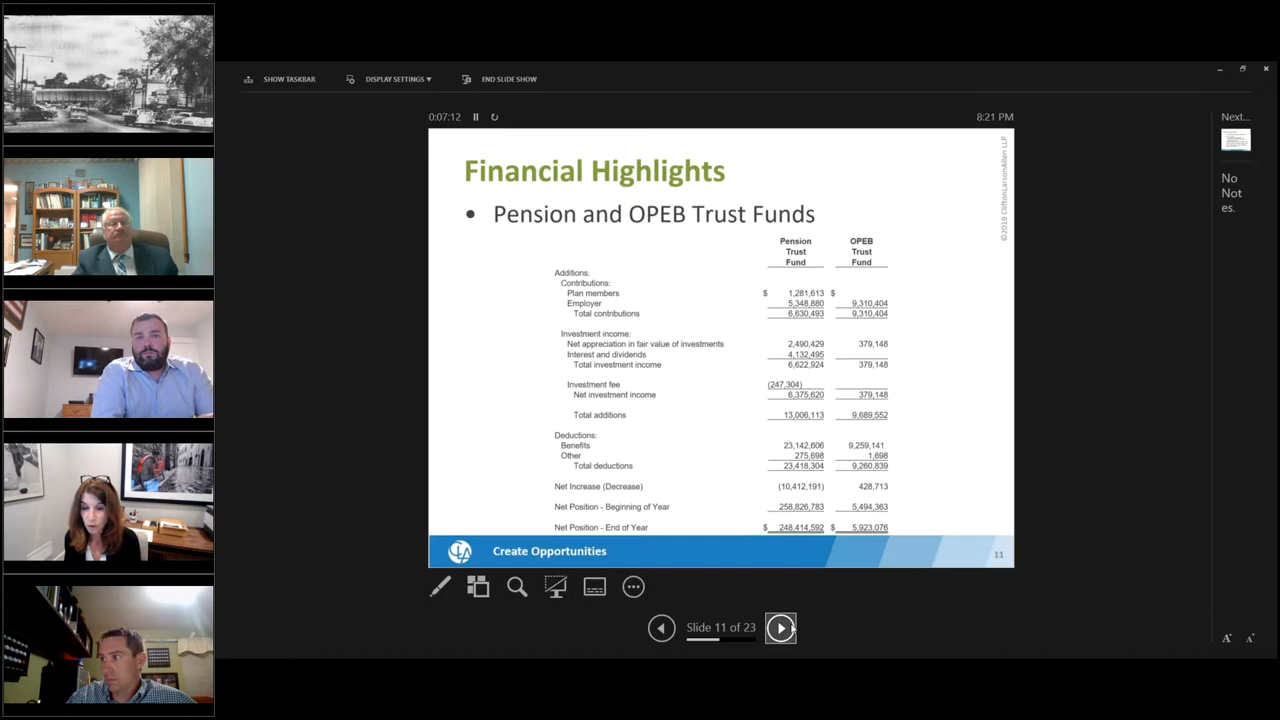 SHOW TASKBAR DISPLAY SETTINGS ▾ END SLIDE SHOW
0:07:12 8:21 PM
Next...
No
Not
es.
Financial Highlights
• Pension and OPEB Trust Funds
©2019 CliftonLarsonAllen LLP
Pension OPEB
Trust Trust
Fund Fund
Additions:
Contributions:
Plan members $ 1,281,613 $
Employer 5,348,880 9,310,404
Total contributions 6,630,493 9,310,404
Investment income:
Net appreciation in fair value of investments 2,490,429 379,148
Interest and dividends 4,132,495
Total investment income 6,622,924 379,148
Investment fee (247,304)
Net investment income 6,375,620 379,148
Total additions 13,006,113 9,689,552
Deductions:
Benefits 23,142,606 9,259,141
Other 275,698 1,698
Total deductions 23,418,304 9,260,839
Net Increase (Decrease) (10,412,191) 428,713
Net Position - Beginning of Year 258,826,783 5,494,363
Net Position - End of Year $ 248,414,592 $ 5,923,076
CLA Create Opportunities 11
Slide 11 of 23
A A